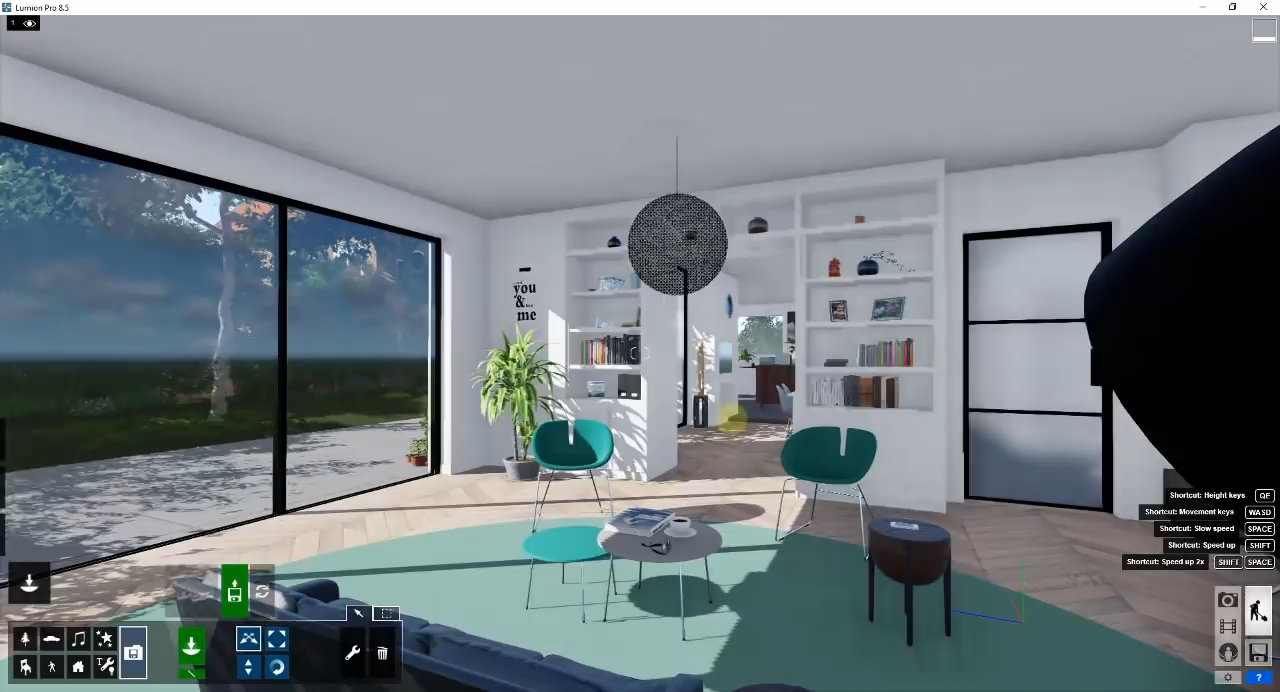 Lumion Pro 8.5
1
you
&
me
Shortcut: Height keys QE
Shortcut: Movement keys WASD
Shortcut: Slow speed SPACE
Shortcut: Speed up SHIFT
Shortcut: Speed up 2x SHIFT SPACE
T
?